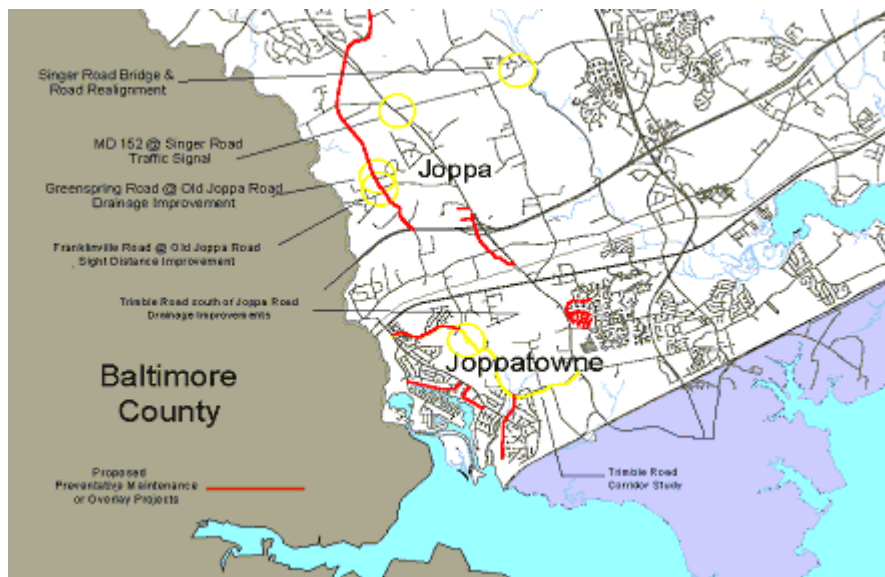 Singer Road Bridge &
Road Realignment
MD 152 @ Singer Road
Traffic Signal
Joppa
Greenspring Road @ Old Joppa Road
Drainage Improvement
Franklinville Road @ Old Joppa Road
Sight Distance Improvement
Trimble Road south of Joppa Road
Drainage Improvements
Joppatowne
Baltimore
County
Proposed
Preventative Maintenance
or Overlay Projects
Trimble Road
Corridor Study